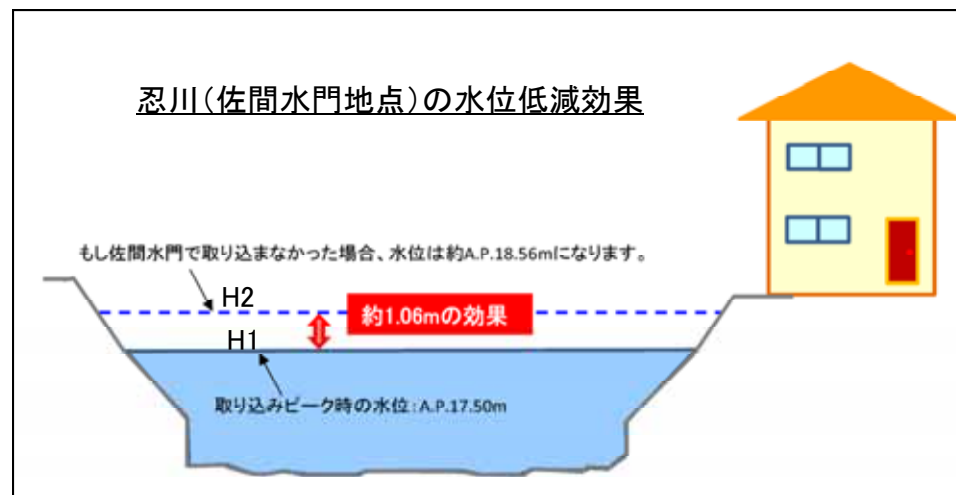 忍川(佐間水門地点)の水位低減効果
もし佐間水門で取り込まなかった場合、水位は約A.P.18.56mになります。
H2
約1.06mの効果
H1
取り込みピーク時の水位:A.P.17.50m